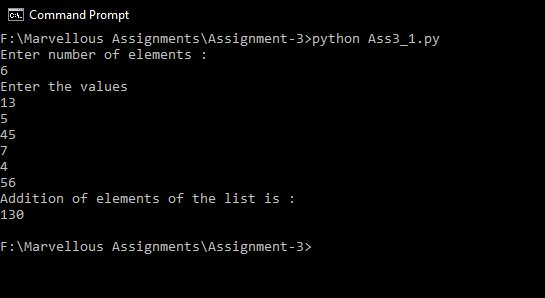 Command Prompt
F:\Marvellous Assignments\Assignment-3>python Ass3_1.py
Enter number of elements :
6
Enter the values
13
5
45
7
4
56
Addition of elements of the list is :
130
F:\Marvellous Assignments\Assignment-3>